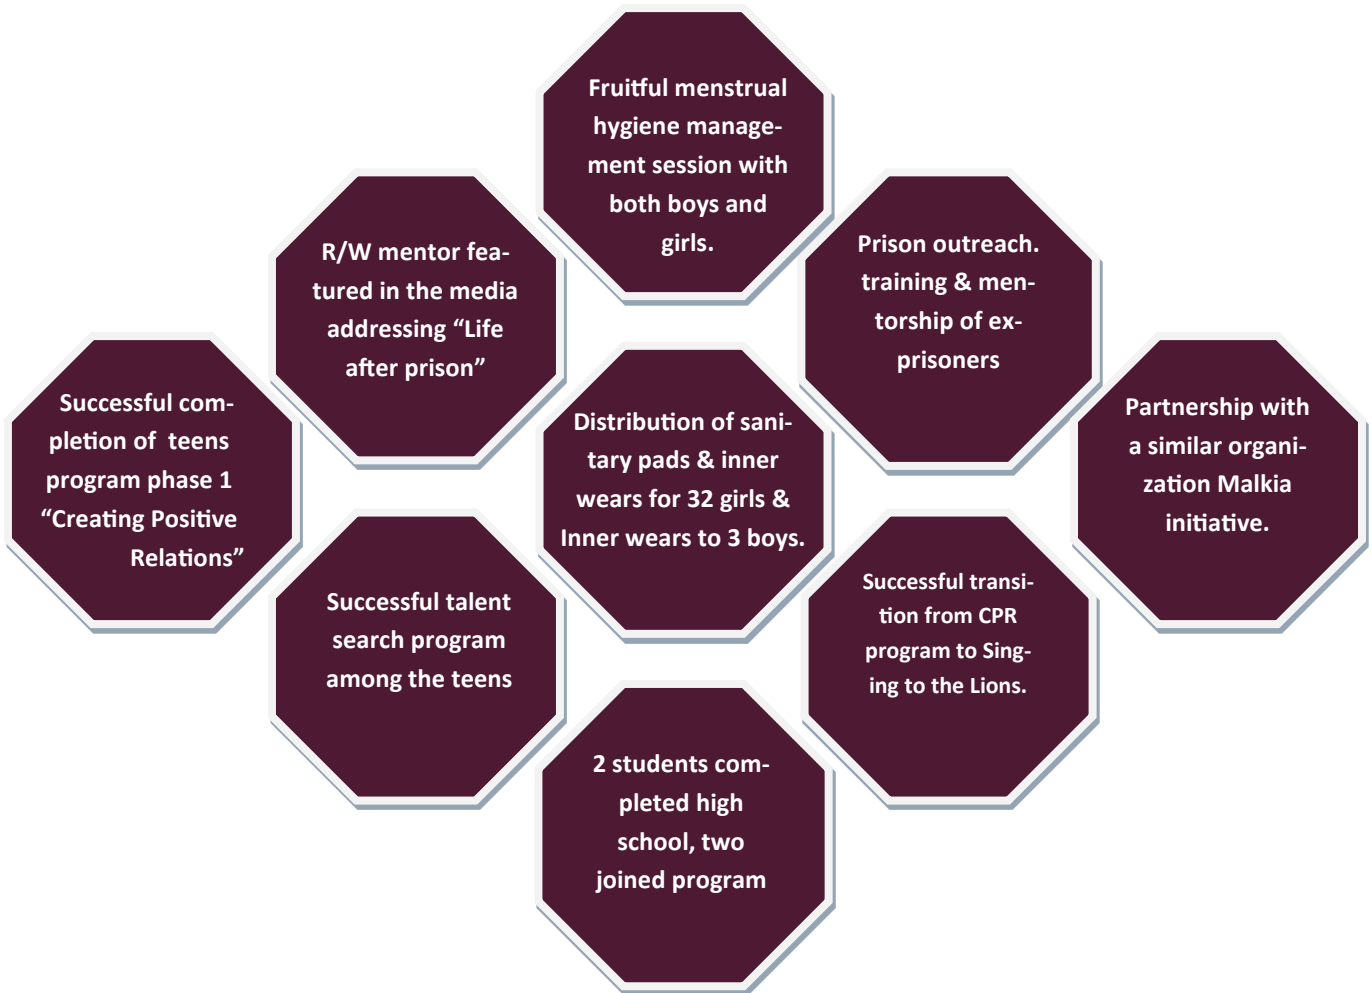 Fruitful menstrual
hygiene manage-
ment session with
both boys and
girls.
R/W mentor fea-
tured in the media
addressing “Life
after prison”
Prison outreach.
training & men-
torship of ex-
prisoners
Successful com-
pletion of teens
program phase 1
“Creating Positive
Relations”
Distribution of sani-
tary pads & inner
wears for 32 girls &
Inner wears to 3 boys.
Partnership with
a similar organi-
zation Malkia
initiative.
Successful talent
search program
among the teens
Successful transi-
tion from CPR
program to Sing-
ing to the Lions.
2 students com-
pleted high
school, two
joined program